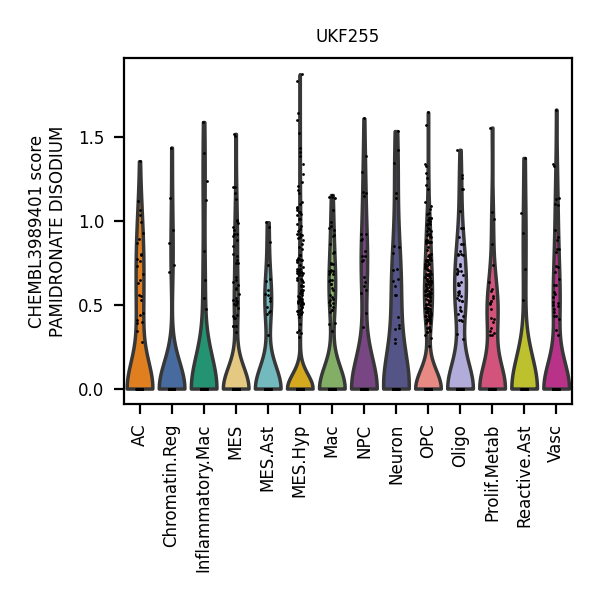 UKF255
CHEMBL3989401 score
PAMIDRONATE DISODIUM
1.5
1.0
0.5
0.0
AC
Chromatin.Reg
Inflammatory.Mac
MES
MES.Ast
MES.Hyp
Mac
NPC
Neuron
OPC
Oligo
Prolif.Metab
Reactive.Ast
Vasc